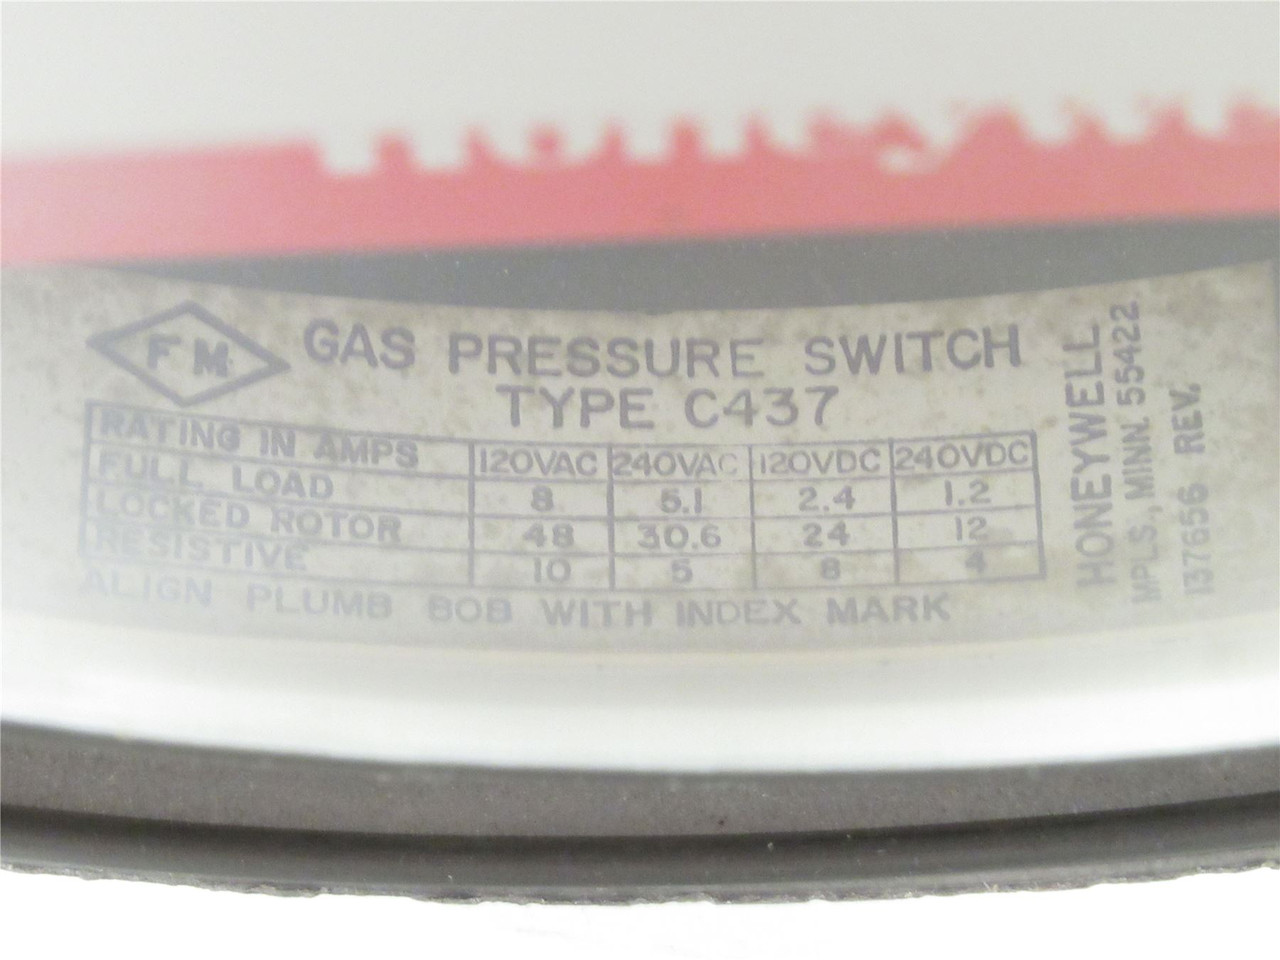 Honeywell
FM
GAS PRESSURE SWITCH
TYPE C437
RATING IN AMPS 120VAC 240VAC 120VDC 240VDC
FULL LOAD 8 5.1 2.4 1.2
LOCKED ROTOR 48 30.6 24 12
RESISTIVE 10 5 8 4
ALIGN PLUMB BOB WITH INDEX MARK
HONEYWELL
MPLS., MINN. 55422.
137656 REV.